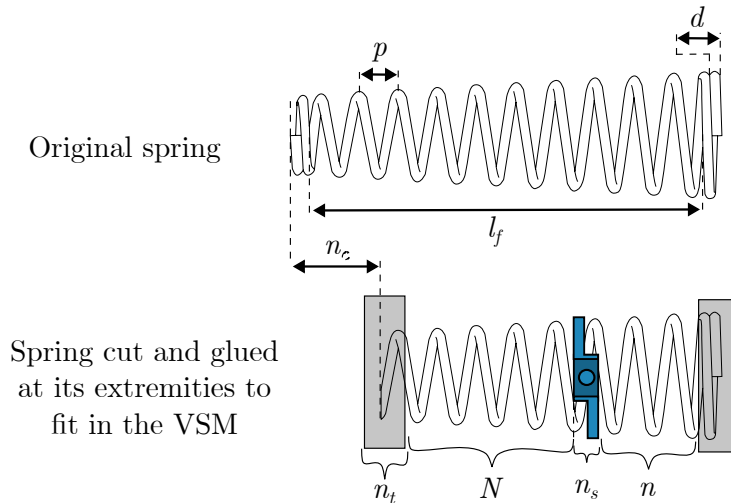 d
p
Original spring
l_f
n_c
Spring cut and glued
at its extremities to
fit in the VSM
n_t N n_s n